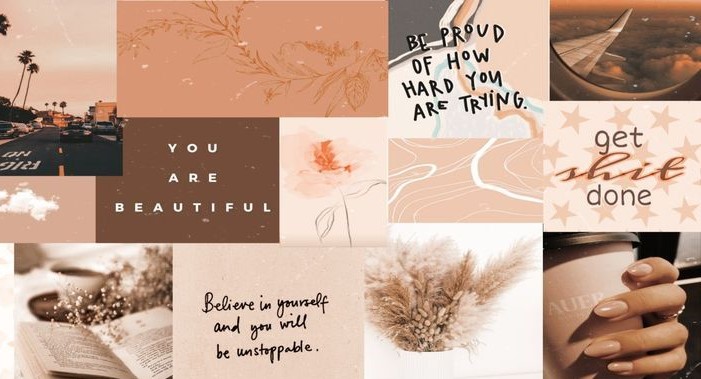 BE PROUD
OF HOW
HARD YOU
ARE TRYING.
YOU
ARE
BEAUTIFUL
get
shit
done
Believe in yourself
and you will
be unstoppable.
AUER